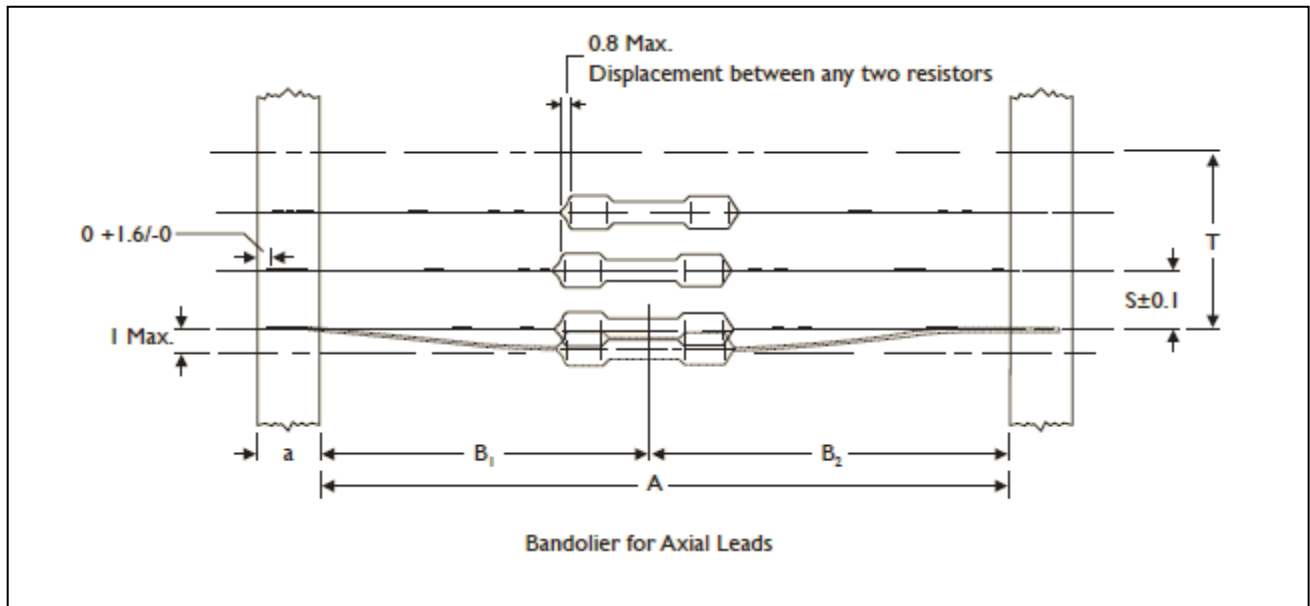 0.8 Max.
Displacement between any two resistors
0 +1.6/-0
T
S±0.1
1 Max.
a
B₁
B₂
A
Bandolier for Axial Leads